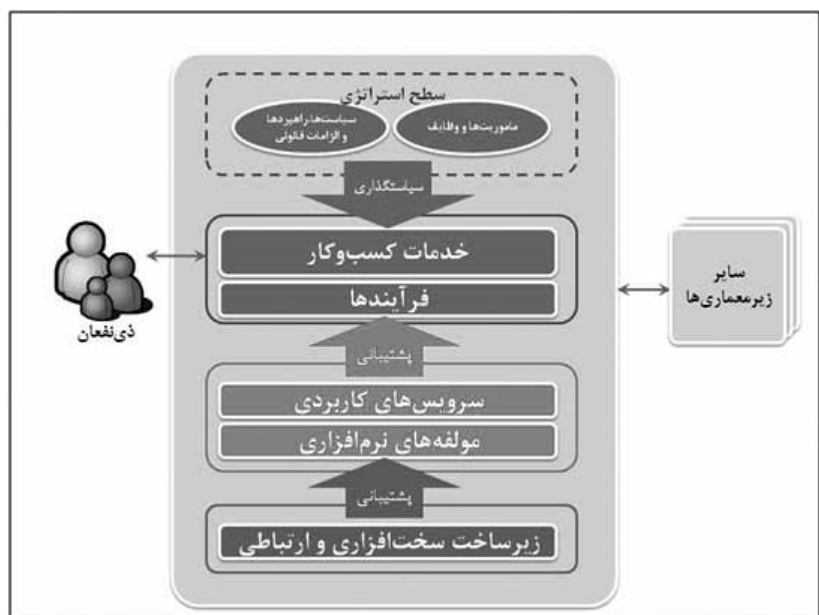 سطح استراتژی
ماموریت‌ها و وظایف
سیاست‌ها، راهبردها
و الزامات قانونی
سیاستگذاری
خدمات کسب‌وکار
فرآیندها
ذی‌نفعان
سایر
زیرمعماری‌ها
پشتیبانی
سرویس‌های کاربردی
مولفه‌های نرم‌افزاری
پشتیبانی
زیرساخت سخت‌افزاری و ارتباطی